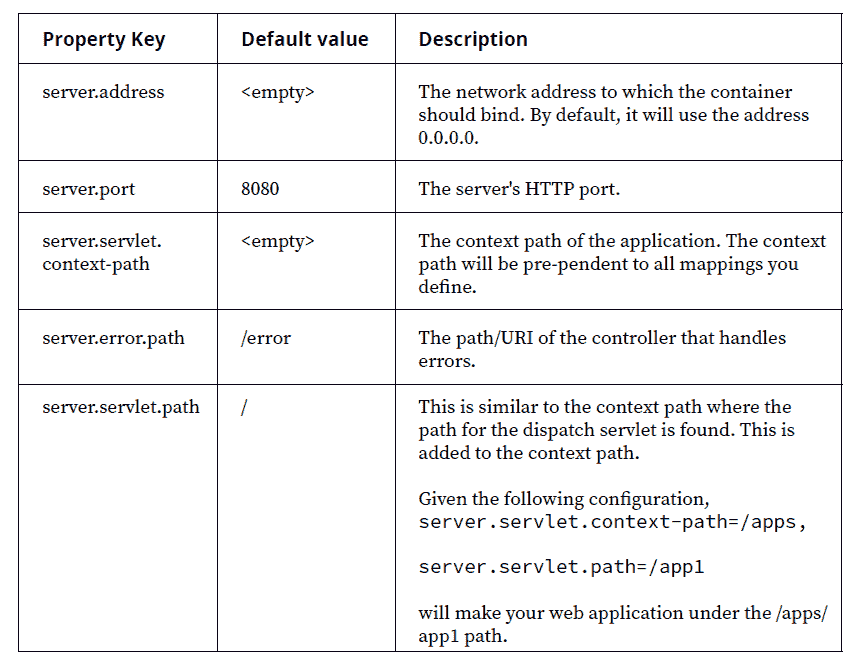 Property Key Default value Description
server.address <empty> The network address to which the container
should bind. By default, it will use the address
0.0.0.0.
server.port 8080 The server's HTTP port.
server.servlet. <empty> The context path of the application. The context
context-path path will be pre-pendent to all mappings you
define.
server.error.path /error The path/URI of the controller that handles
errors.
server.servlet.path / This is similar to the context path where the
path for the dispatch servlet is found. This is
added to the context path.
Given the following configuration,
server.servlet.context-path=/apps,
server.servlet.path=/app1
will make your web application under the /apps/
app1 path.